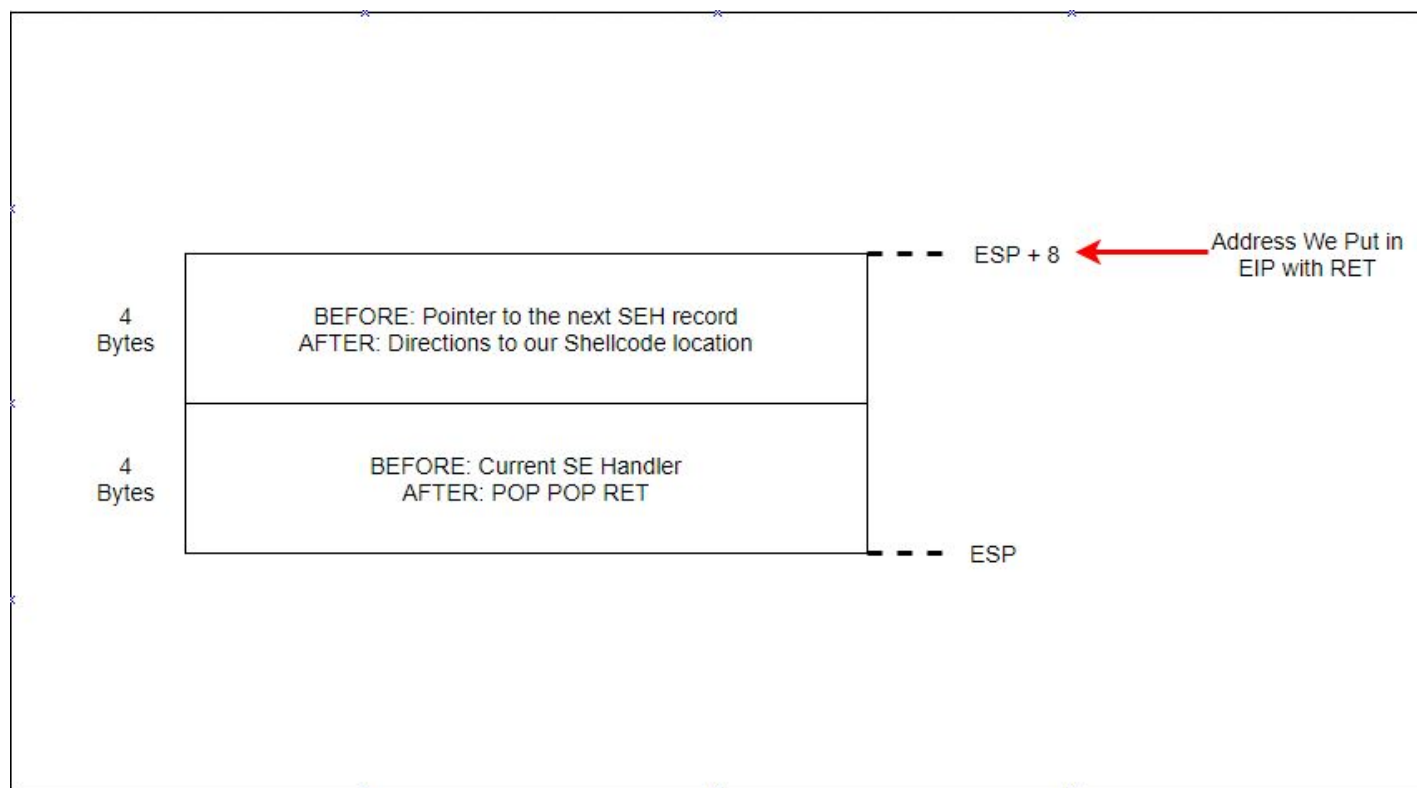 ESP + 8
Address We Put in
EIP with RET
4
Bytes
BEFORE: Pointer to the next SEH record
AFTER: Directions to our Shellcode location
4
Bytes
BEFORE: Current SE Handler
AFTER: POP POP RET
ESP